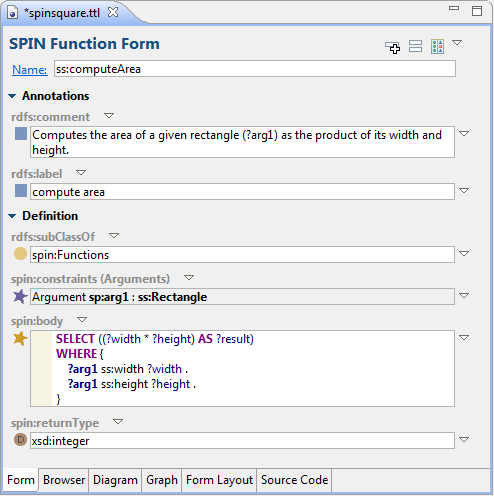 *spinsquare.ttl
SPIN Function Form
Name: ss:computeArea
Annotations
rdfs:comment
Computes the area of a given rectangle (?arg1) as the product of its width and
height.
rdfs:label
compute area
Definition
rdfs:subClassOf
spin:Functions
spin:constraints (Arguments)
Argument sp:arg1 : ss:Rectangle
spin:body
SELECT ((?width * ?height) AS ?result)
WHERE {
?arg1 ss:width ?width .
?arg1 ss:height ?height .
}
spin:returnType
D xsd:integer
Form Browser Diagram Graph Form Layout Source Code